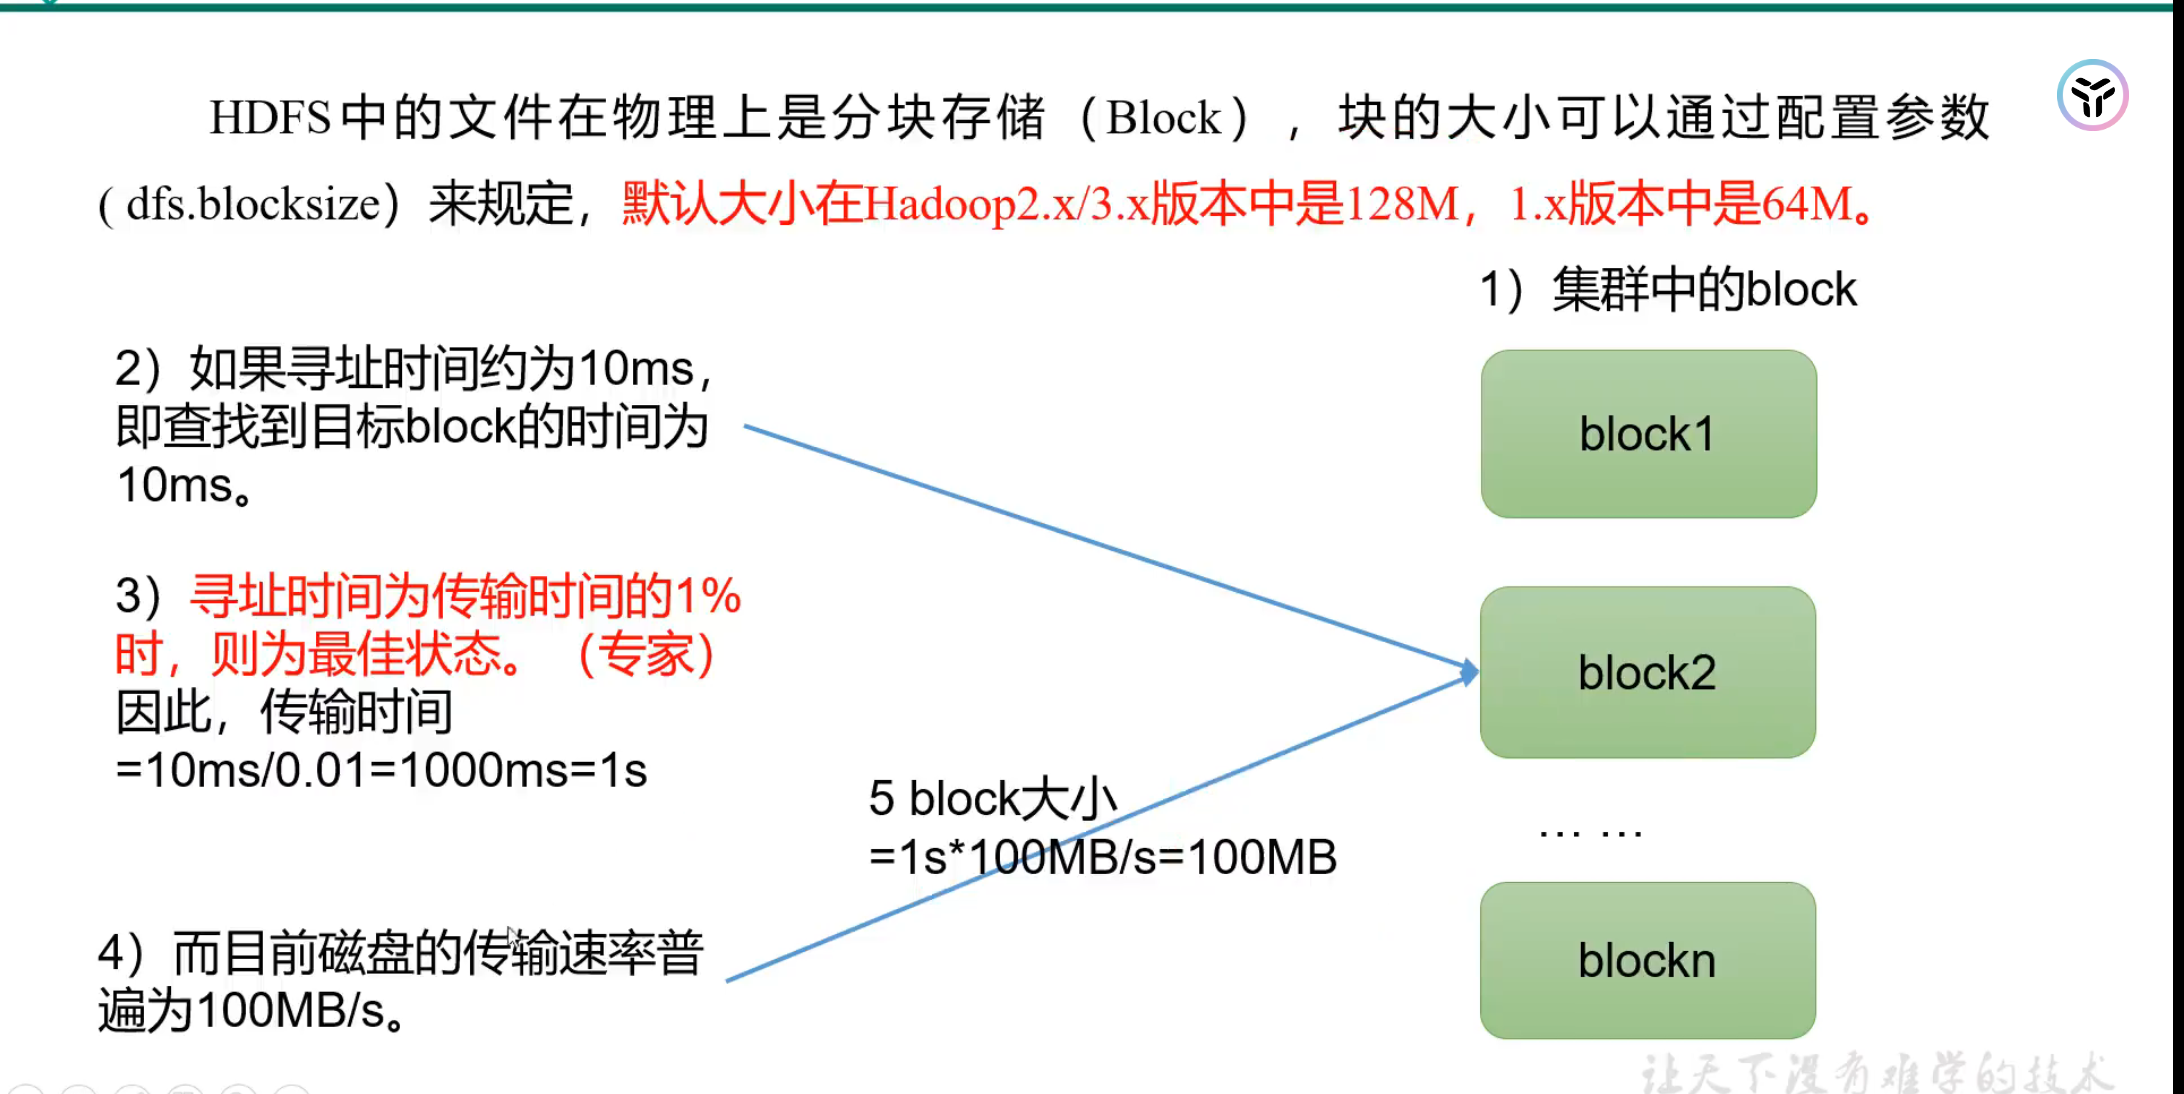 HDFS中的文件在物理上是分块存储（Block），块的大小可以通过配置参数
( dfs.blocksize）来规定，默认大小在Hadoop2.x/3.x版本中是128M，1.x版本中是64M。
1）集群中的block
2）如果寻址时间约为10ms，
即查找到目标block的时间为
10ms。
block1
3）寻址时间为传输时间的1%
时，则为最佳状态。（专家）
因此，传输时间
=10ms/0.01=1000ms=1s
block2
5 block大小
=1s*100MB/s=100MB
... ...
4）而目前磁盘的传输速率普
遍为100MB/s。
blockn
让天下没有难学的技术